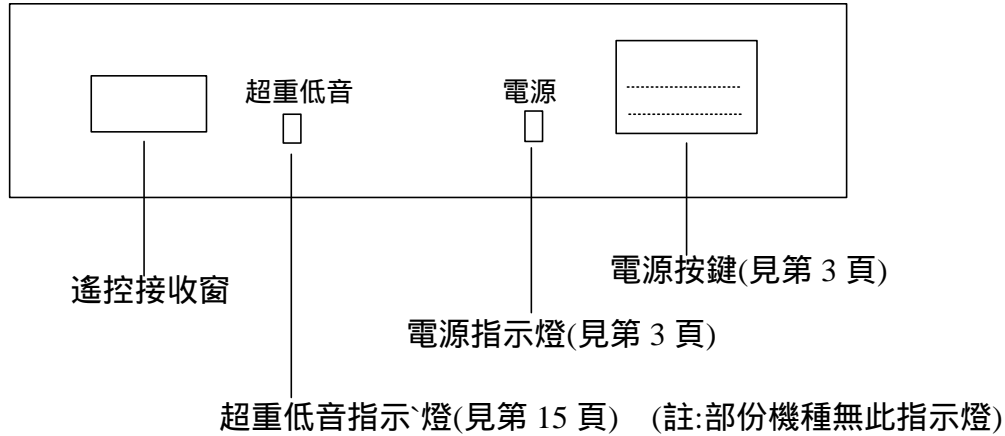 超重低音
電源
電源按鍵(見第 3 頁)
遙控接收窗
電源指示燈(見第 3 頁)
超重低音指示`燈(見第 15 頁) (註:部份機種無此指示燈)